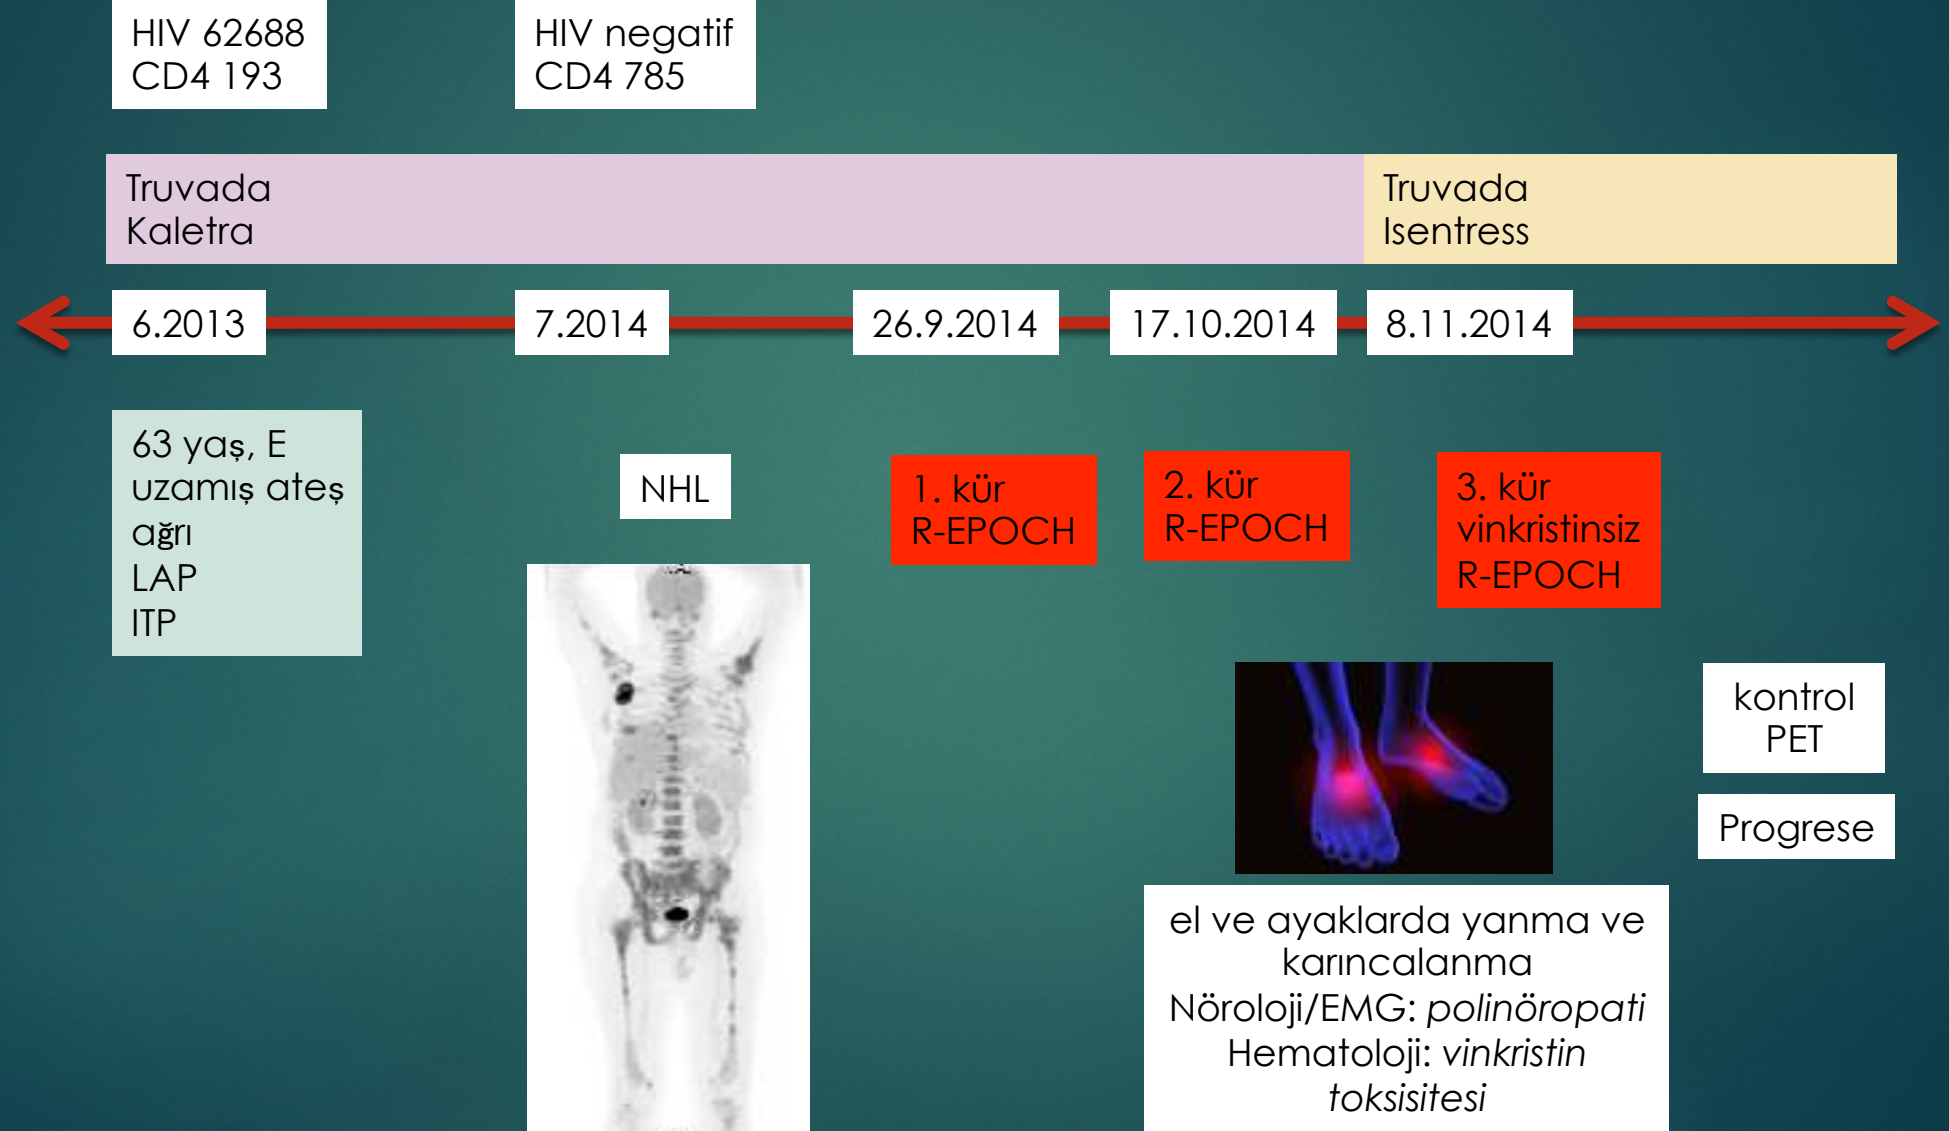 HIV 62688
CD4 193
HIV negatif
CD4 785
Truvada
Kaletra
Truvada
Isentress
6.2013
7.2014
26.9.2014
17.10.2014
8.11.2014
63 yaş, E
uzamış ateş
ağrı
LAP
ITP
NHL
1. kür
R-EPOCH
2. kür
R-EPOCH
3. kür
vinkristinsiz
R-EPOCH
kontrol
PET
Progrese
el ve ayaklarda yanma ve
karıncalanma
Nöroloji/EMG: polinöropati
Hematoloji: vinkristin
toksisitesi